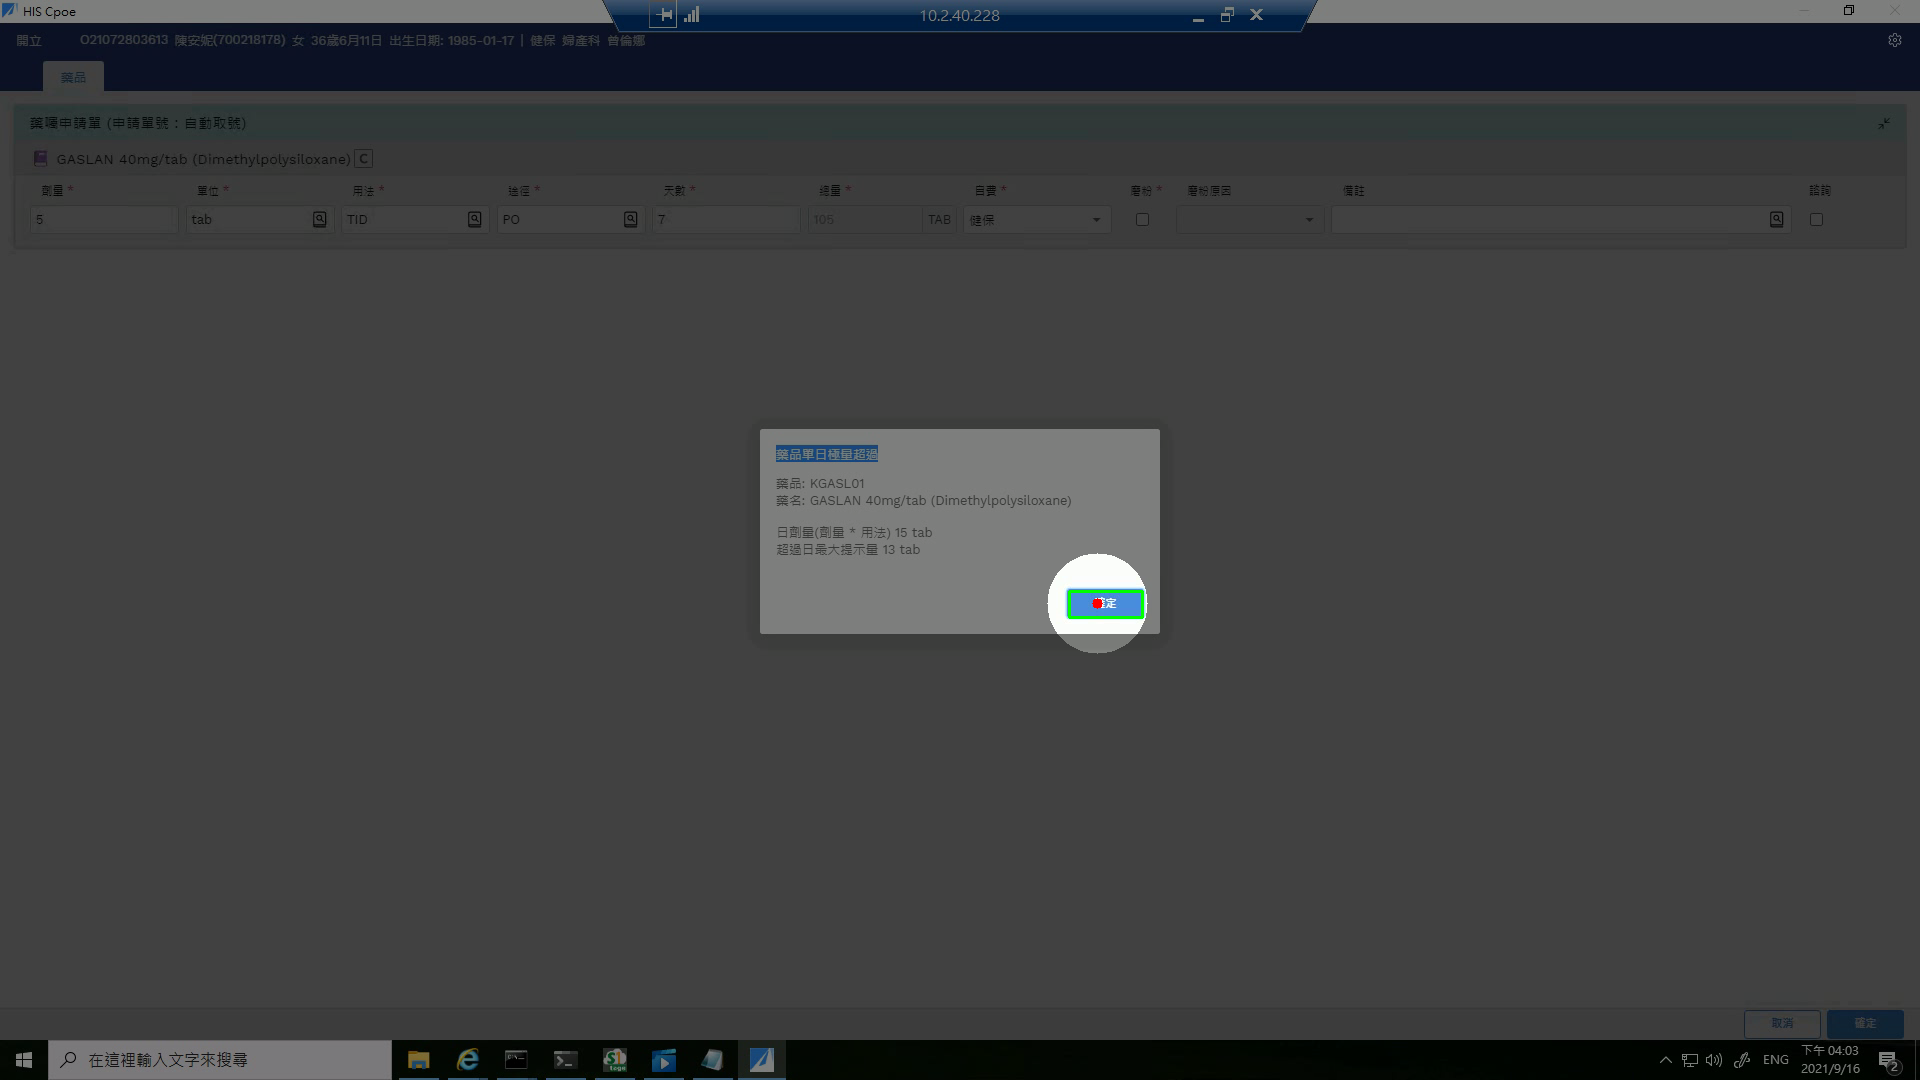 HIS Cpoe
10.2.40.228
開立 O21072803613 陳安妮(700218178) 女 36歲6月11日 出生日期: 1985-01-17 | 健保 婦產科 曾倫娜
藥品
藥囑申請單 (申請單號：自動取號)
GASLAN 40mg/tab (Dimethylpolysiloxane) C
劑量 * 單位 * 用法 * 途徑 * 天數 * 總量 * 自費 * 磨粉 * 磨粉原因 備註 諮詢
5 tab TID PO 7 105 TAB 健保
藥品單日極量超過
藥品: KGASL01
藥名: GASLAN 40mg/tab (Dimethylpolysiloxane)
日劑量(劑量 * 用法) 15 tab
超過日最大提示量 13 tab
定
取消 確定
在這裡輸入文字來搜尋
ENG
下午 04:03
2021/9/16
2